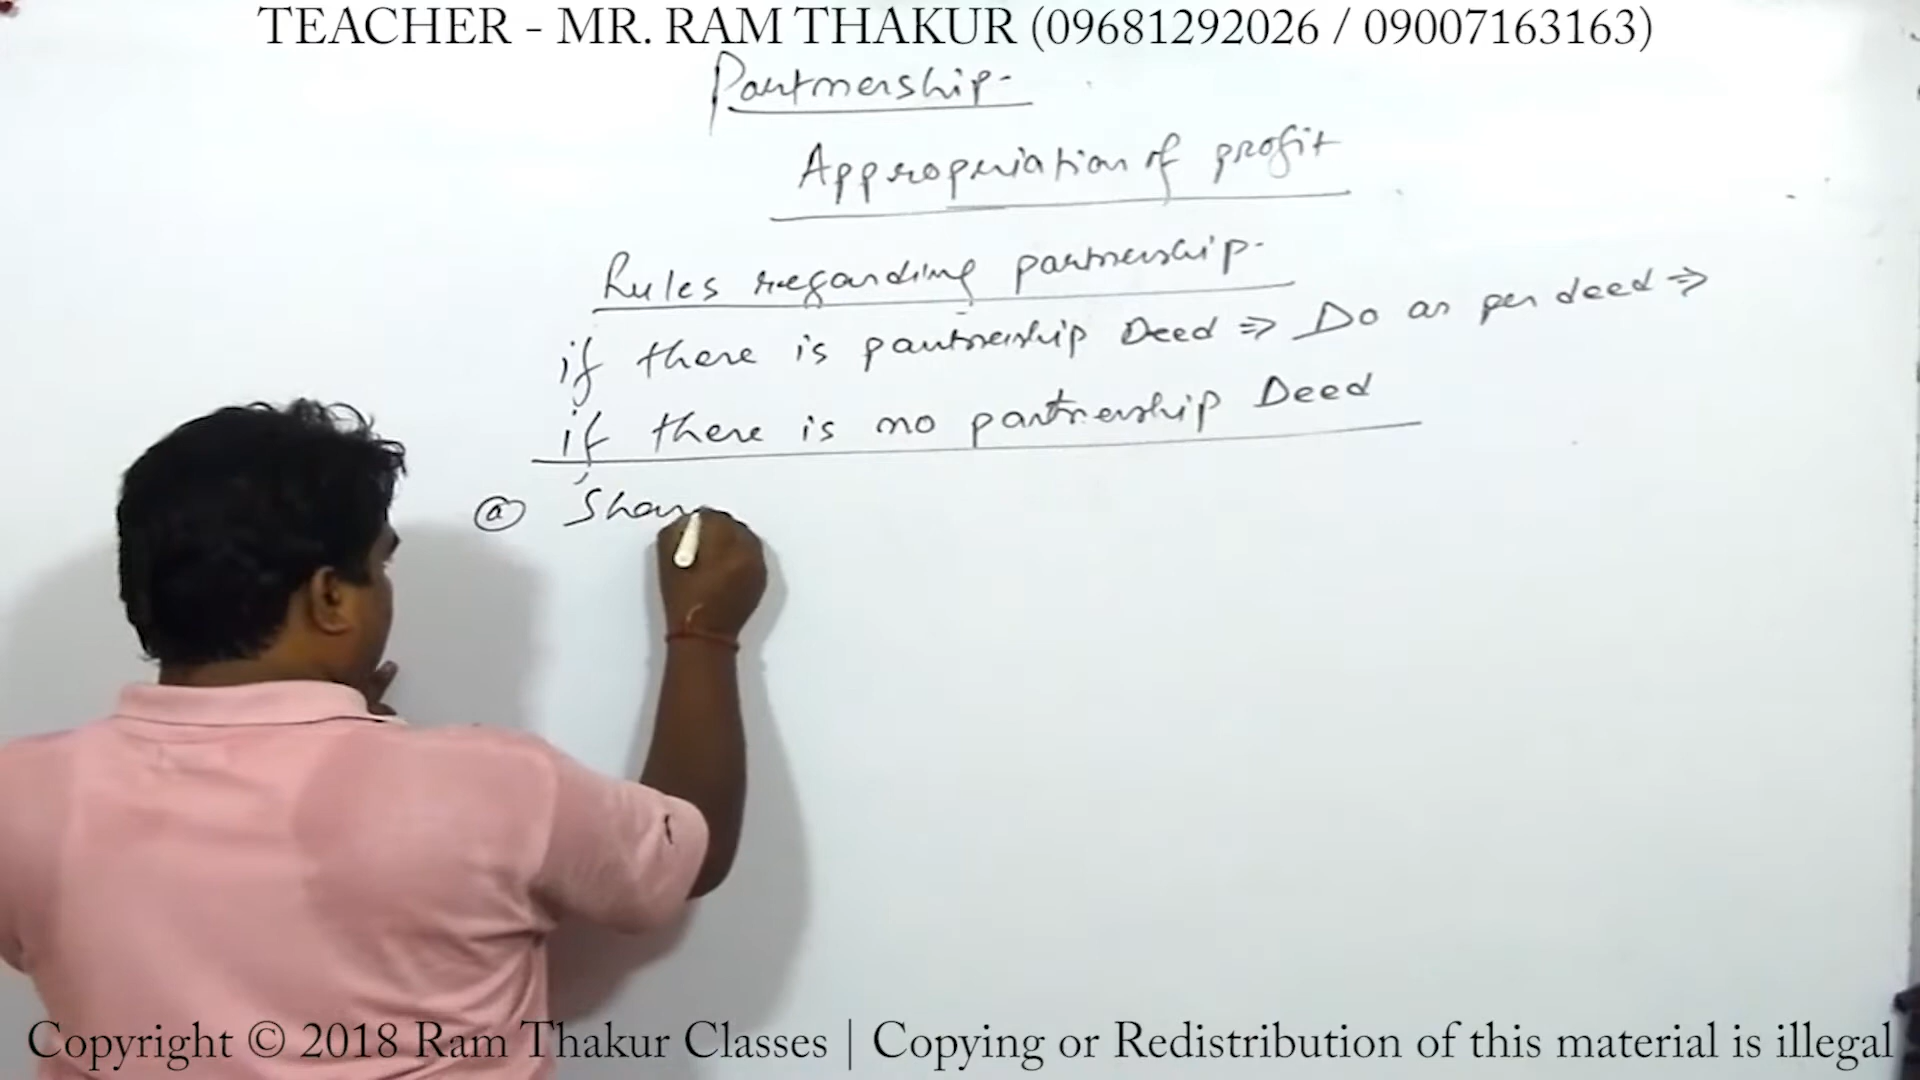 TEACHER - MR. RAM THAKUR (09681292026 / 09007163163)
Partnership-
Appropriation of profit
Rules regarding partnership-
if there is partnership Deed ⇒ Do as per deed ⇒
if there is no partnership Deed
ⓐ Shar
Copyright © 2018 Ram Thakur Classes | Copying or Redistribution of this material is illegal